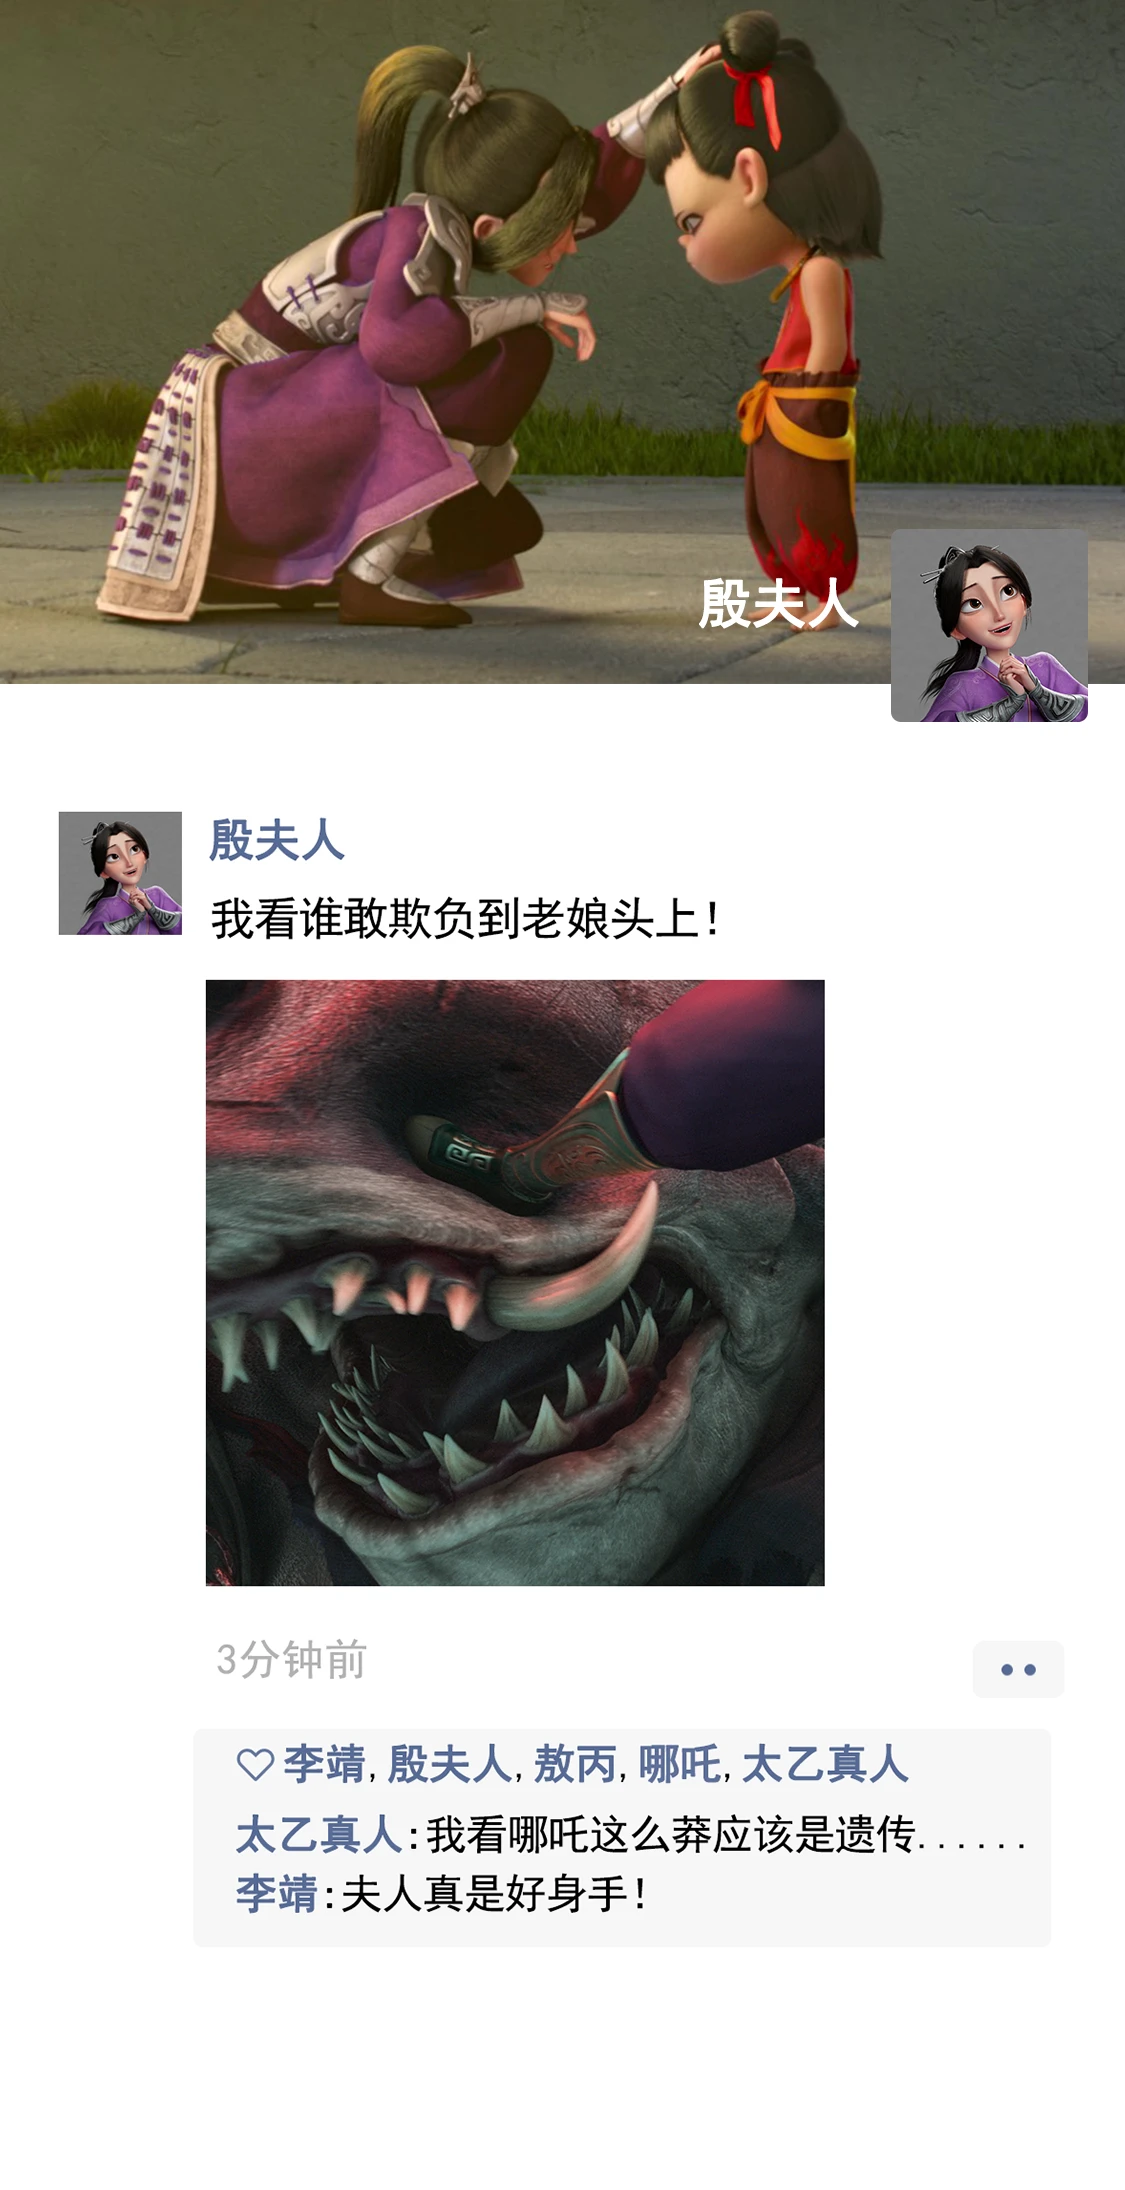 殷夫人
殷夫人
我看谁敢欺负到老娘头上!
3分钟前
李靖,殷夫人,敖丙,哪吒,太乙真人
太乙真人:我看哪吒这么莽应该是遗传......
李靖:夫人真是好身手!